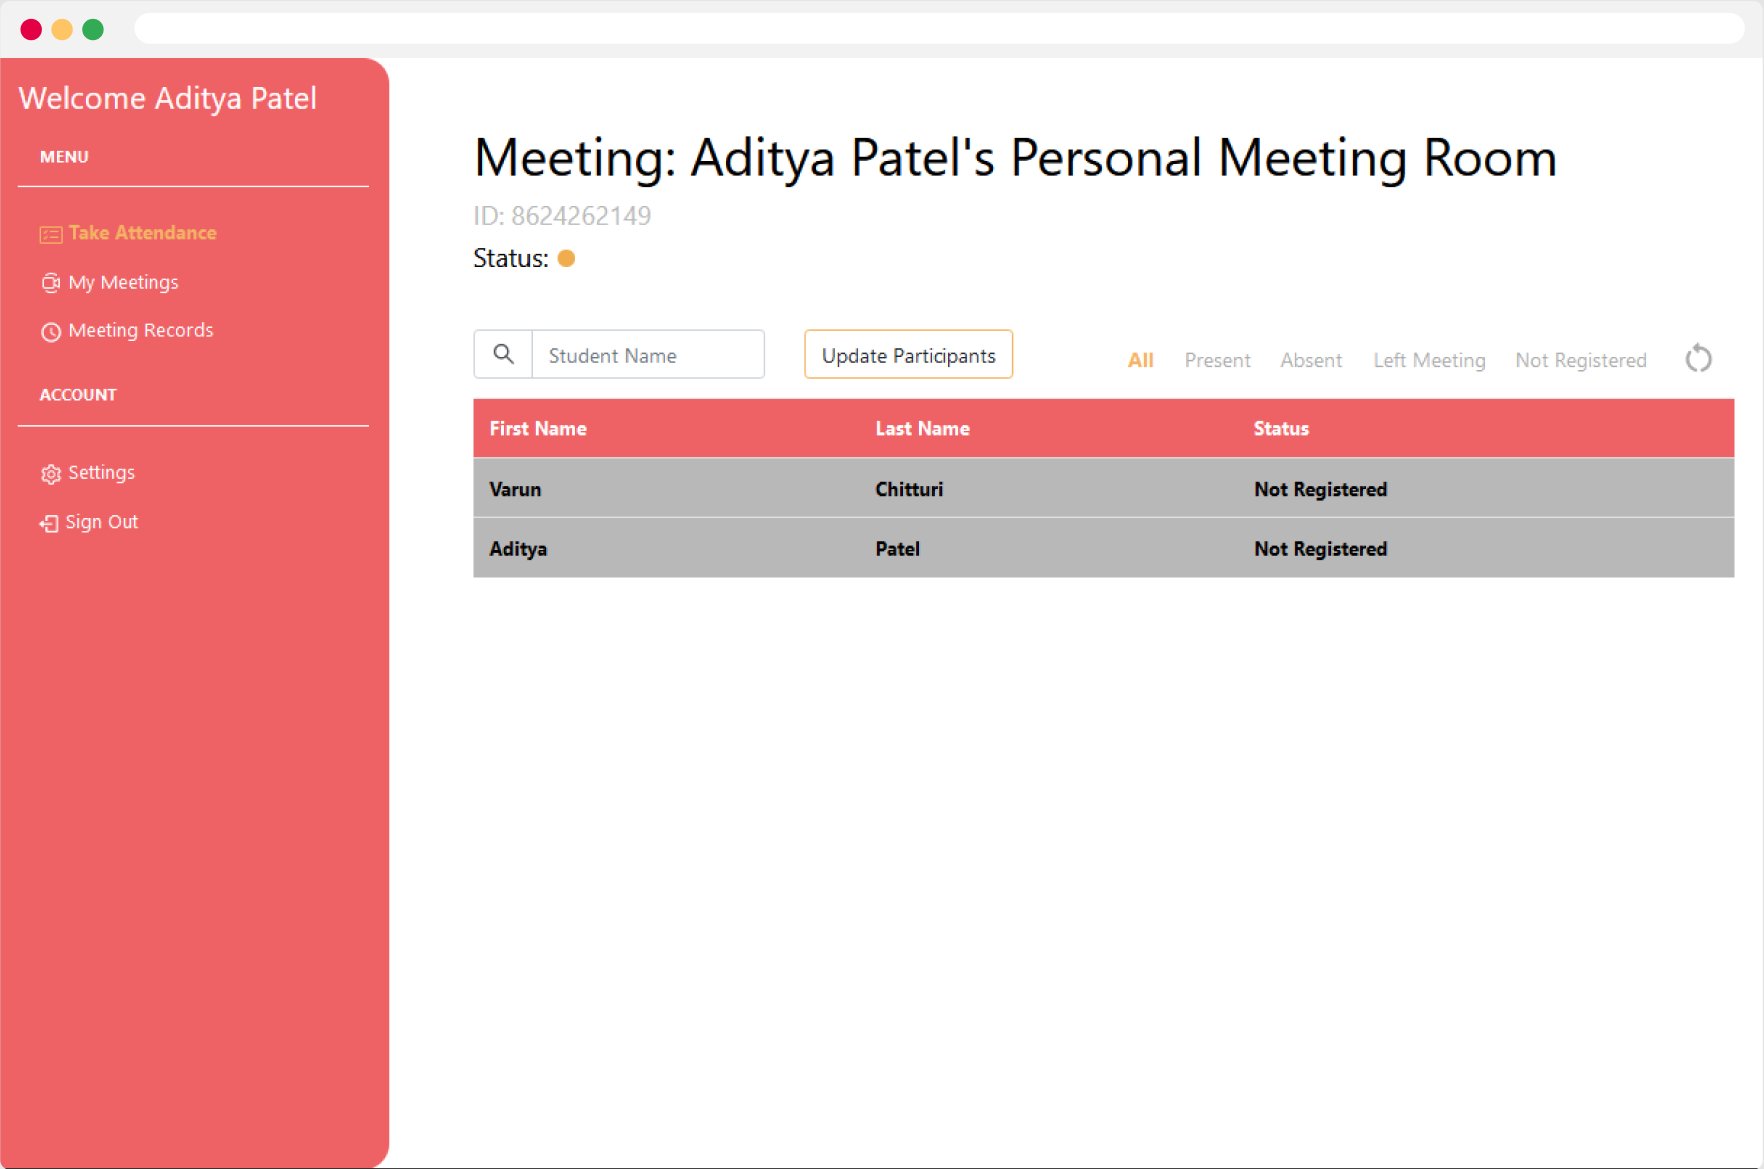 Welcome Aditya Patel
MENU
Take Attendance
My Meetings
Meeting Records
ACCOUNT
Settings
Sign Out
Meeting: Aditya Patel's Personal Meeting Room
ID: 8624262149
Status:
Student Name
Update Participants
All Present Absent Left Meeting Not Registered
First Name Last Name Status
Varun Chitturi Not Registered
Aditya Patel Not Registered